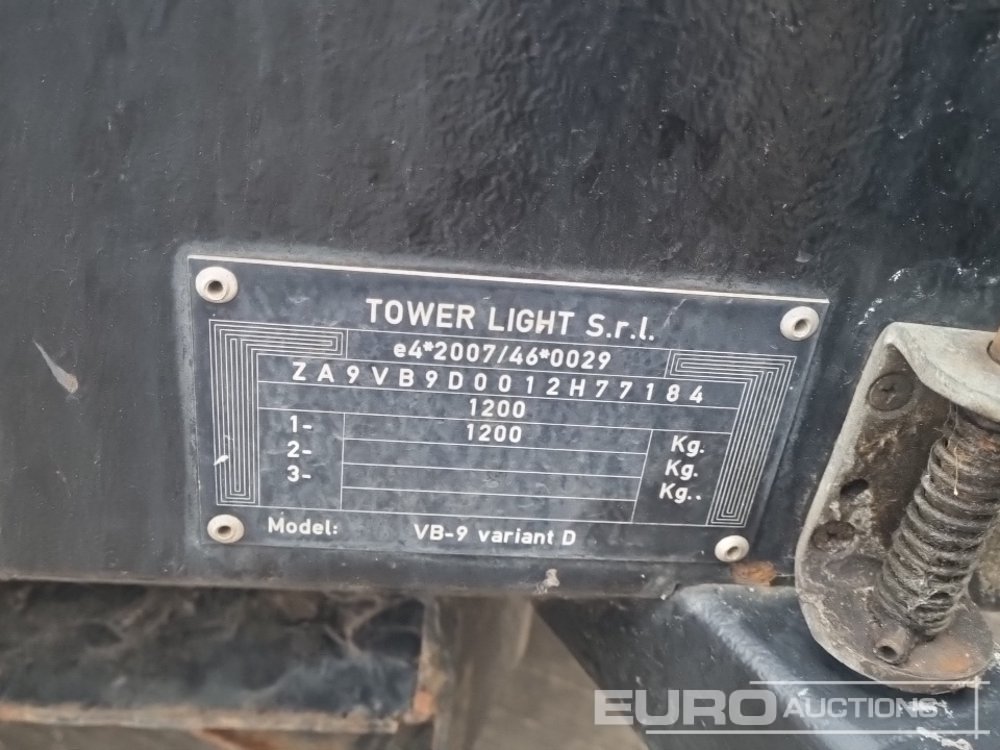 TOWER LIGHT S.r.l.
e4*2007/46*0029
ZA9VB9D0012H77184
1200
1- 1200 Kg.
2- Kg.
3- Kg..
Model: VB-9 variant D
EURO AUCTIONS